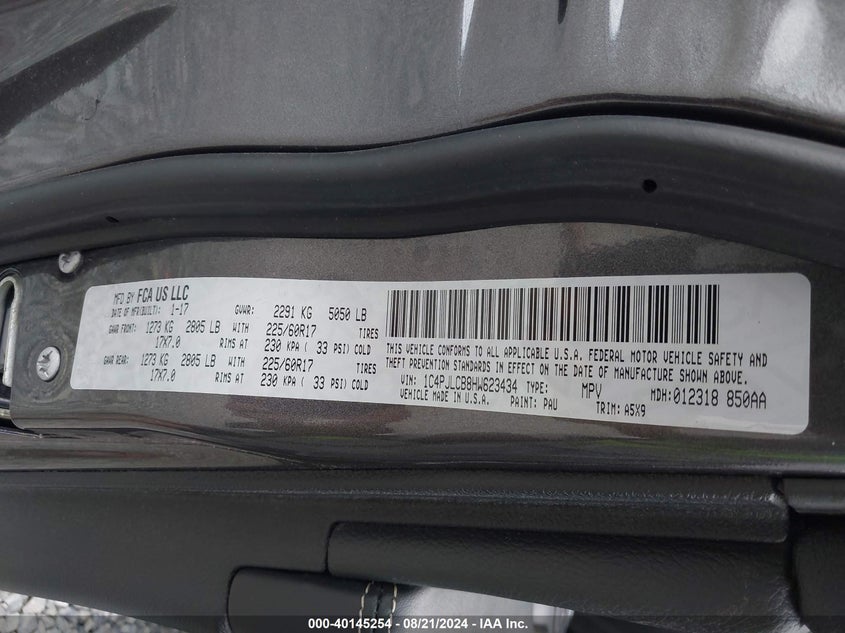 MFD BY FCA US LLC
DATE OF MFR(BUILT): 1-17 GVWR: 2291 KG 5050 LB
GAWR FRONT: 1273 KG 2805 LB WITH 225/60R17 TIRES
17X7.0 RIMS AT 230 KPA ( 33 PSI) COLD
GAWR REAR: 1273 KG 2805 LB WITH 225/60R17 TIRES
17X7.0 RIMS AT 230 KPA ( 33 PSI) COLD
THIS VEHICLE CONFORMS TO ALL APPLICABLE U.S.A. FEDERAL MOTOR VEHICLE SAFETY AND
THEFT PREVENTION STANDARDS IN EFFECT ON THE DATE OF MANUFACTURE SHOWN ABOVE.
VIN: 1C4PJLCB8HW623434 TYPE: MPV MDH: 012318 850AA
VEHICLE MADE IN U.S.A. PAINT: PAU TRIM: A5X9
000-40145254 - 08/21/2024 - IAA Inc.